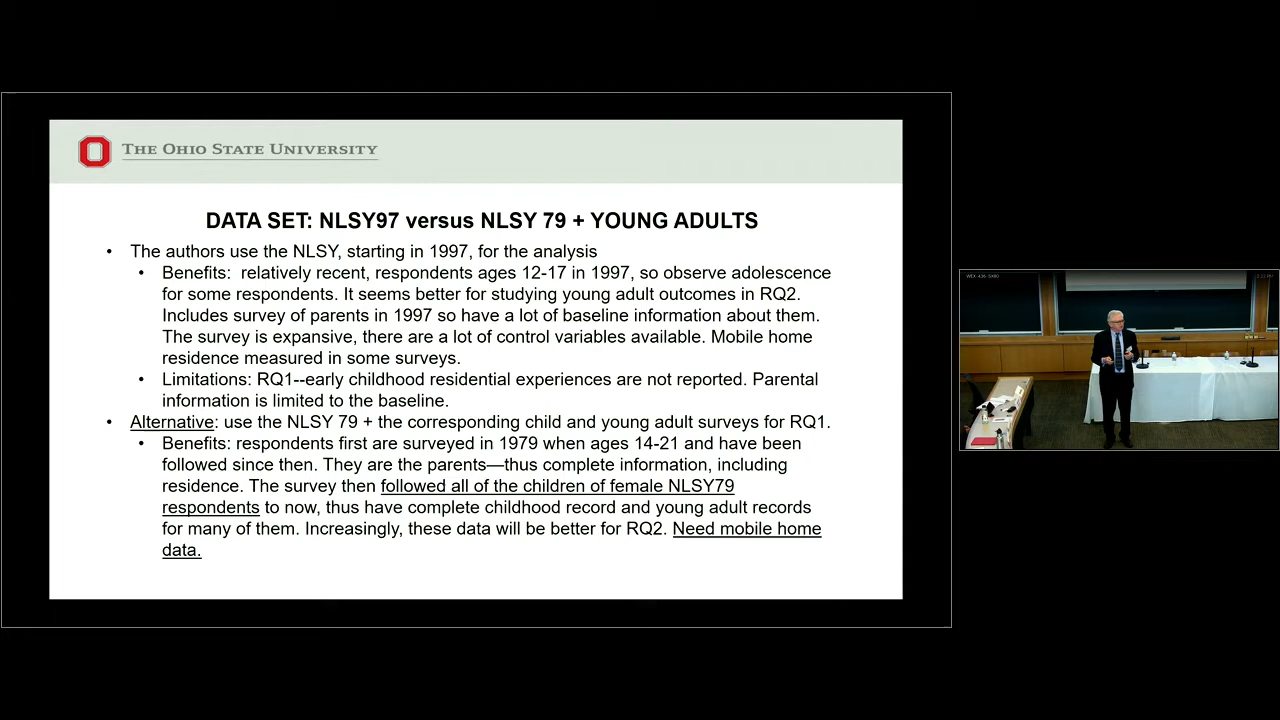 THE OHIO STATE UNIVERSITY
DATA SET: NLSY97 versus NLSY 79 + YOUNG ADULTS
• The authors use the NLSY, starting in 1997, for the analysis
• Benefits: relatively recent, respondents ages 12-17 in 1997, so observe adolescence
for some respondents. It seems better for studying young adult outcomes in RQ2.
Includes survey of parents in 1997 so have a lot of baseline information about them.
The survey is expansive, there are a lot of control variables available. Mobile home
residence measured in some surveys.
• Limitations: RQ1--early childhood residential experiences are not reported. Parental
information is limited to the baseline.
• Alternative: use the NLSY 79 + the corresponding child and young adult surveys for RQ1.
• Benefits: respondents first are surveyed in 1979 when ages 14-21 and have been
followed since then. They are the parents—thus complete information, including
residence. The survey then followed all of the children of female NLSY79
respondents to now, thus have complete childhood record and young adult records
for many of them. Increasingly, these data will be better for RQ2. Need mobile home
data.